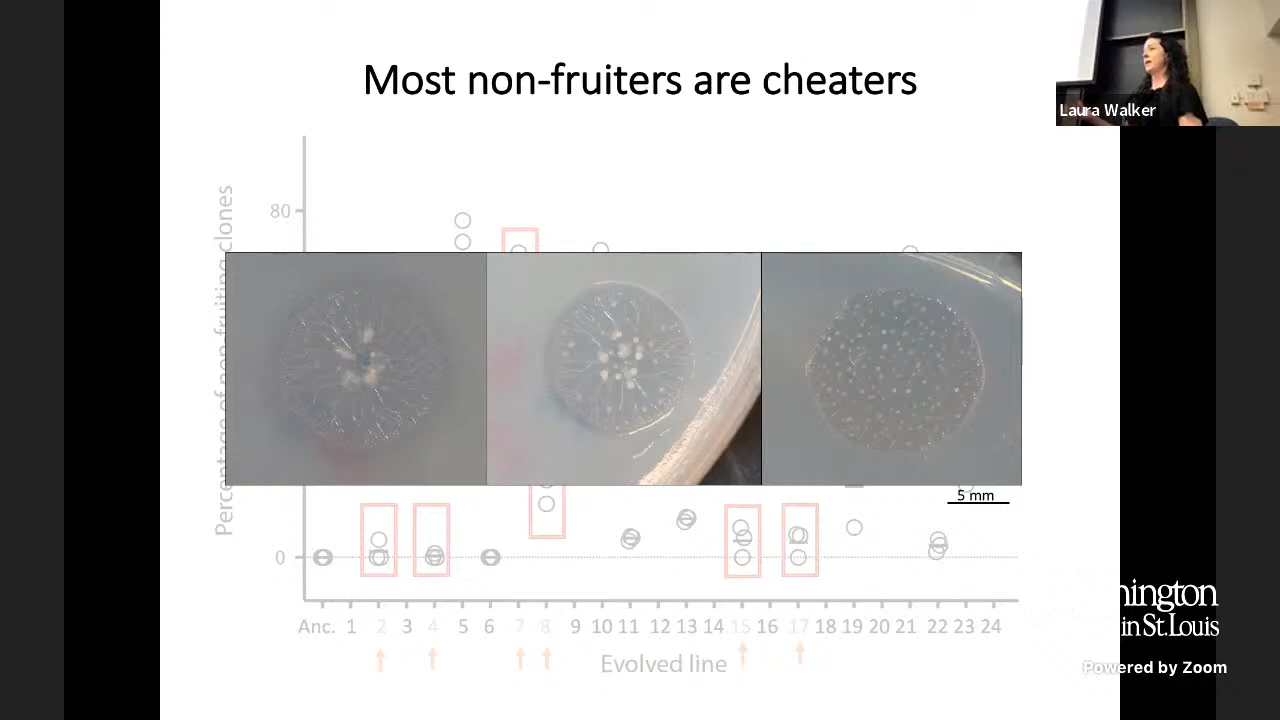 Most non-fruiters are cheaters
Laura Walker
Percentage of non-fruiting clones
80
5 mm
0
Anc. 1 2 3 4 5 6 7 8 9 10 11 12 13 14 15 16 17 18 19 20 21 22 23 24
Evolved line
nington
in St. Louis
Powered by Zoom